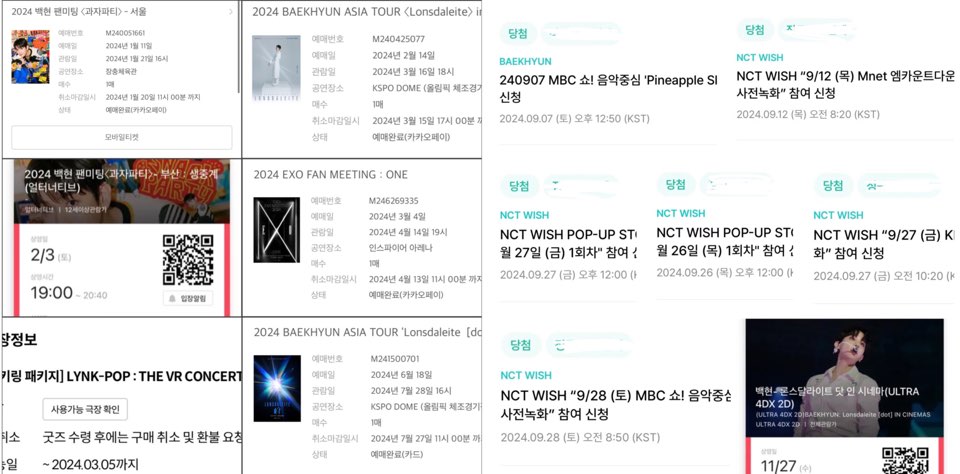 2024 백현 팬미팅〈과자파티〉- 서울
예매번호 M240051661
예매일 2024년 1월 11일
관람일 2024년 1월 21일 16시
공연장소 장충체육관
매수 1매
취소마감일시 2024년 1월 20일 11시 00분 까지
상태 예매완료(카카오페이)
모바일티켓
2024 BAEKHYUN ASIA TOUR 〈Lonsdaleite〉 in
예매번호 M240425077
예매일 2024년 2월 14일
관람일 2024년 3월 16일 18시
공연장소 KSPO DOME (올림픽 체조경기
매수 1매
취소마감일시 2024년 3월 15일 17시 00분
상태 예매완료(카카오페이)
2024 백현 팬미팅〈과자파티〉- 부산 : 생중계
(얼터너티브)
얼터너티브 | 12세이상관람가
상영일
2/3 (토)
상영시간
19:00 ~ 20:40
입장알림
2024 EXO FAN MEETING : ONE
예매번호 M246269335
예매일 2024년 3월 4일
관람일 2024년 4월 14일 19시
공연장소 인스파이어 아레나
매수 1매
취소마감일시 2024년 4월 13일 11시 00분 까
상태 예매완료(카카오페이)
장정보
키링 패키지] LYNK-POP : THE VR CONCERT
사용가능 극장 확인
취소 굿즈 수령 후에는 구매 취소 및 환불 요청
~ 2024.03.05까지
2024 BAEKHYUN ASIA TOUR 'Lonsdaleite [do
예매번호 M241500701
예매일 2024년 6월 18일
관람일 2024년 7월 28일 16시
공연장소 KSPO DOME (올림픽 체조경기
매수 1매
취소마감일시 2024년 7월 27일 11시 00분 까
상태 예매완료(카드)
당첨
BAEKHYUN
240907 MBC 쇼! 음악중심 'Pineapple Sl
신청
2024.09.07 (토) 오후 12:50 (KST)
당첨
NCT WISH
NCT WISH “9/12 (목) Mnet 엠카운트다운
사전녹화” 참여 신청
2024.09.12 (목) 오전 8:20 (KST)
당첨
NCT WISH
NCT WISH POP-UP STO
월 27일 (금) 1회차" 참여 신
2024.09.27 (금) 오후 12:00 (
당첨
NCT WISH
NCT WISH POP-UP STO
월 26일 (목) 1회차" 참여 신
2024.09.26 (목) 오후 12:00 (
당첨
NCT WISH
NCT WISH “9/27 (금) K
화” 참여 신청
2024.09.27 (금) 오전 10:20 (K
당첨
NCT WISH
NCT WISH “9/28 (토) MBC 쇼! 음악중심
사전녹화” 참여 신청
2024.09.28 (토) 오전 8:50 (KST)
백현-론스달라이트 닷 인 시네마(ULTRA
4DX 2D)
(ULTRA 4DX 2D)BAEKHYUN: Lonsdaleite [dot] IN CINEMAS
ULTRA 4DX 2D | 전체관람가
상영일
11/27 (수)